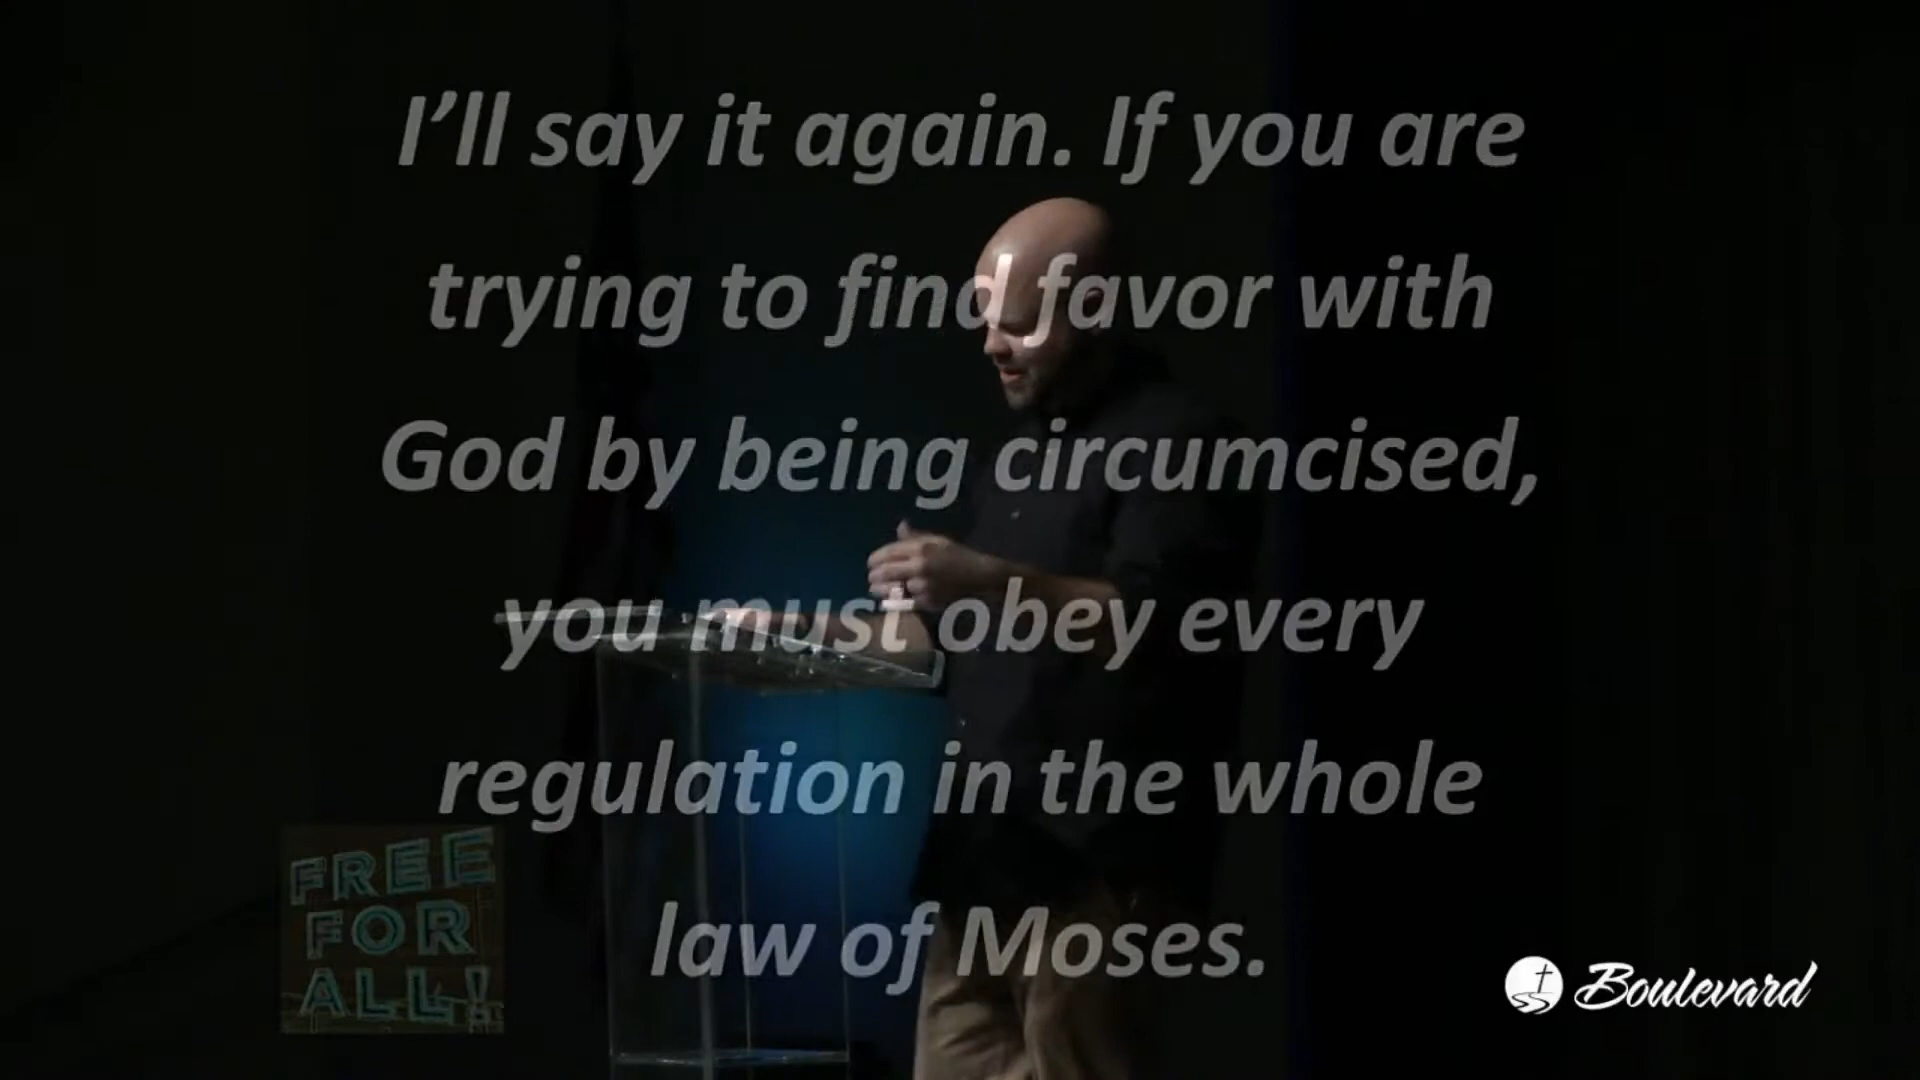 I’ll say it again. If you are
trying to find favor with
God by being circumcised,
you must obey every
regulation in the whole
law of Moses.
FREE
FOR
ALL!
Boulevard